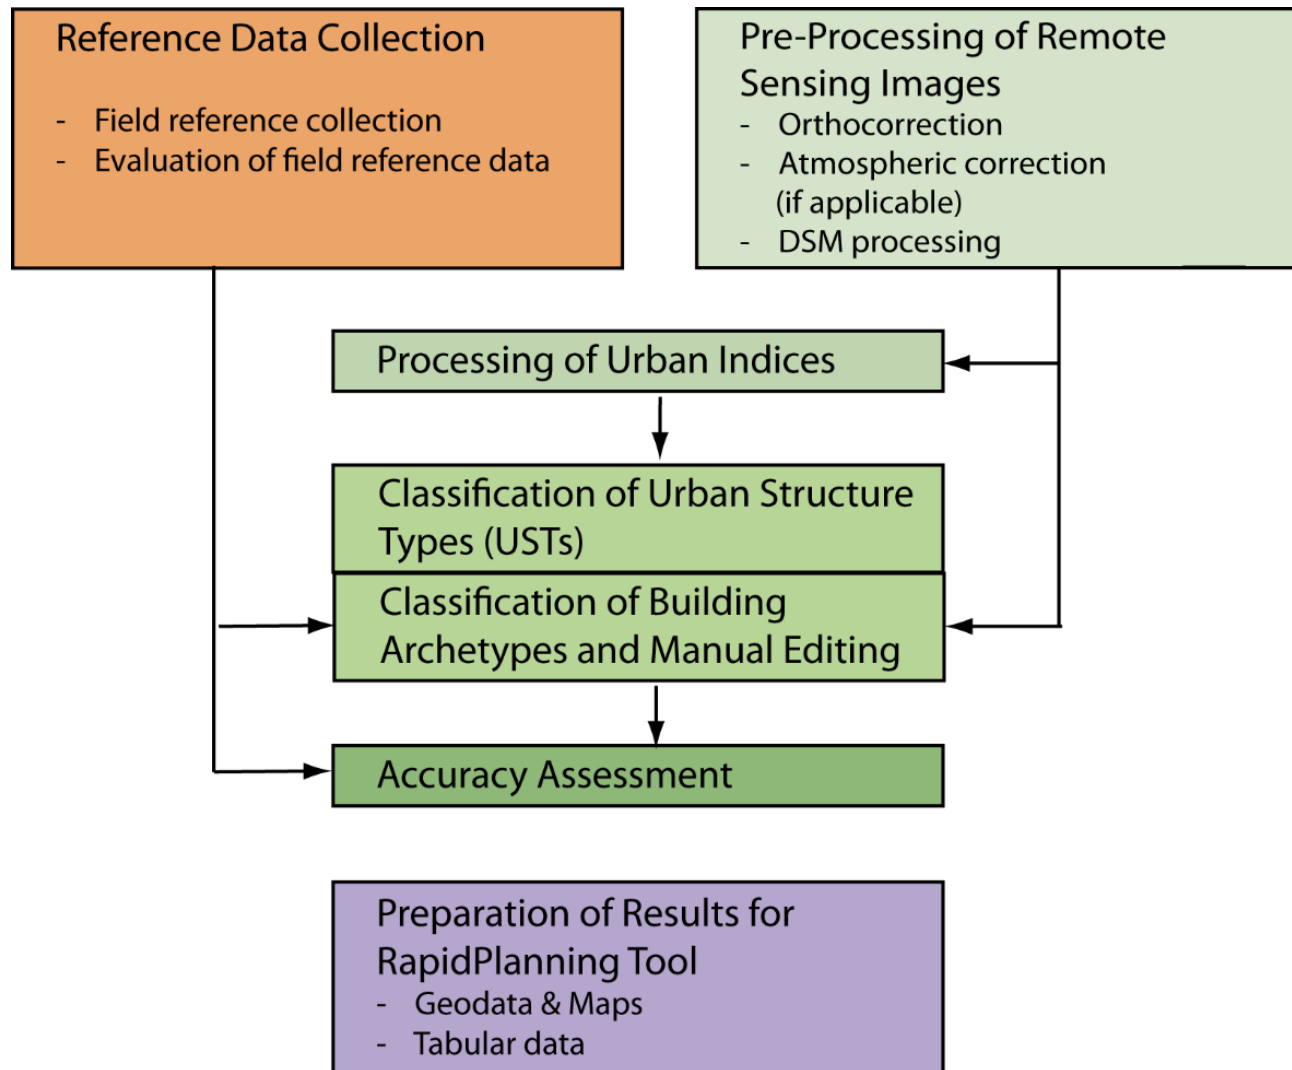 Reference Data Collection
- Field reference collection
- Evaluation of field reference data
Pre-Processing of Remote
Sensing Images
- Orthocorrection
- Atmospheric correction
(if applicable)
- DSM processing
Processing of Urban Indices
Classification of Urban Structure
Types (USTs)
Classification of Building
Archetypes and Manual Editing
Accuracy Assessment
Preparation of Results for
RapidPlanning Tool
- Geodata & Maps
- Tabular data